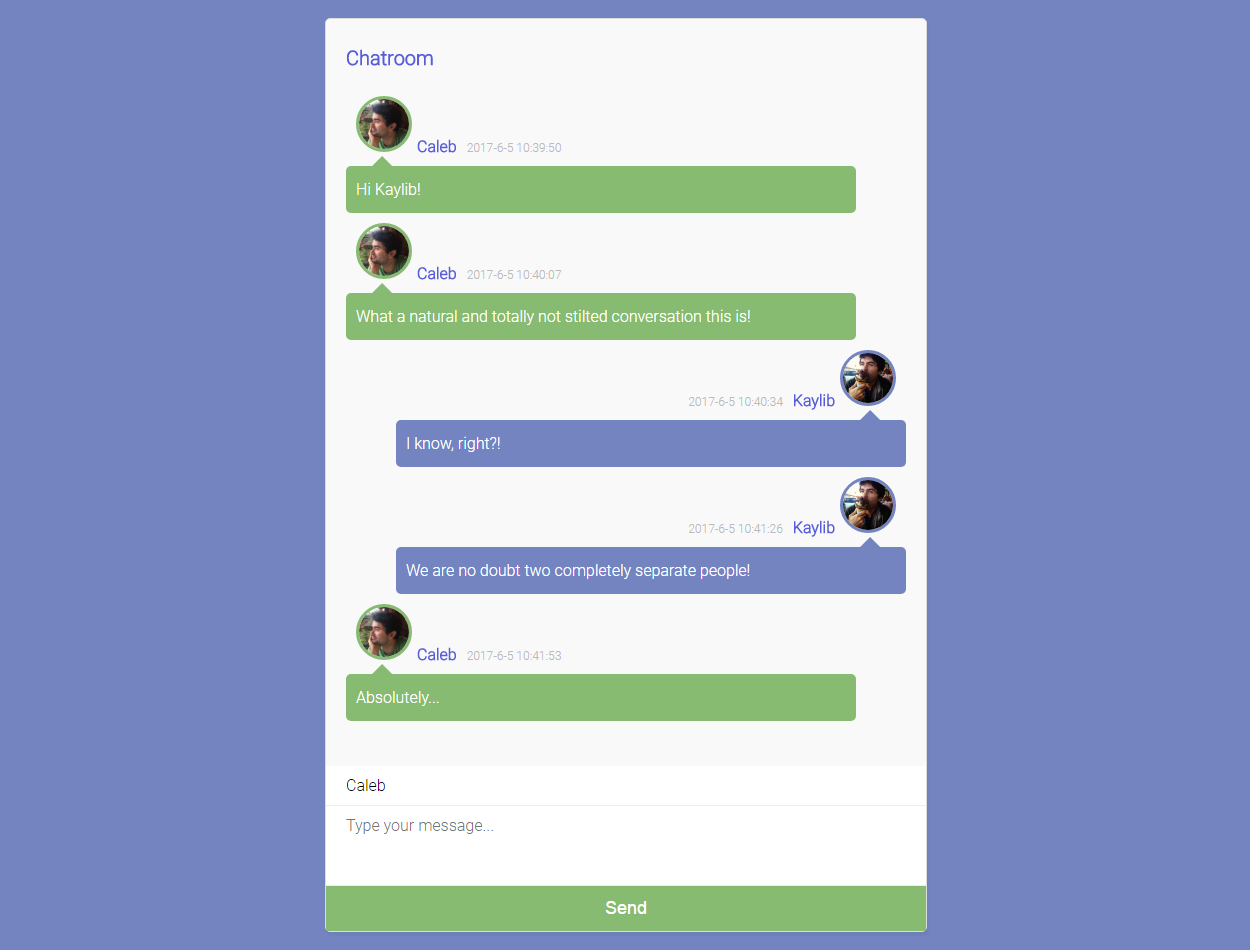 Chatroom
Caleb 2017-6-5 10:39:50
Hi Kaylib!
Caleb 2017-6-5 10:40:07
What a natural and totally not stilted conversation this is!
2017-6-5 10:40:34 Kaylib
I know, right?!
2017-6-5 10:41:26 Kaylib
We are no doubt two completely separate people!
Caleb 2017-6-5 10:41:53
Absolutely...
Caleb
Type your message...
Send